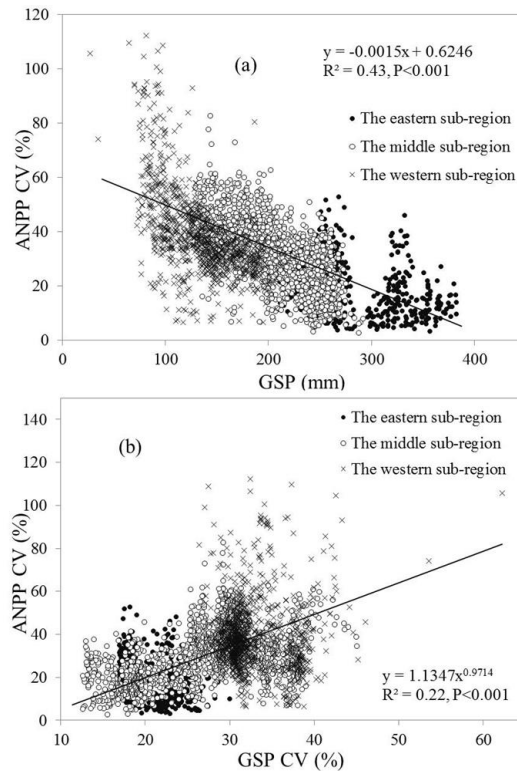 120
100
80
60
40
20
0
ANPP CV (%)
(a)
y = -0.0015x + 0.6246
R² = 0.43, P<0.001
The eastern sub-region
The middle sub-region
The western sub-region
0 100 200 300 400
GSP (mm)
140
120
100
80
60
40
20
0
ANPP CV (%)
(b)
The eastern sub-region
The middle sub-region
The western sub-region
y = 1.1347x^0.9714
R² = 0.22, P<0.001
10 20 30 40 50 60
GSP CV (%)